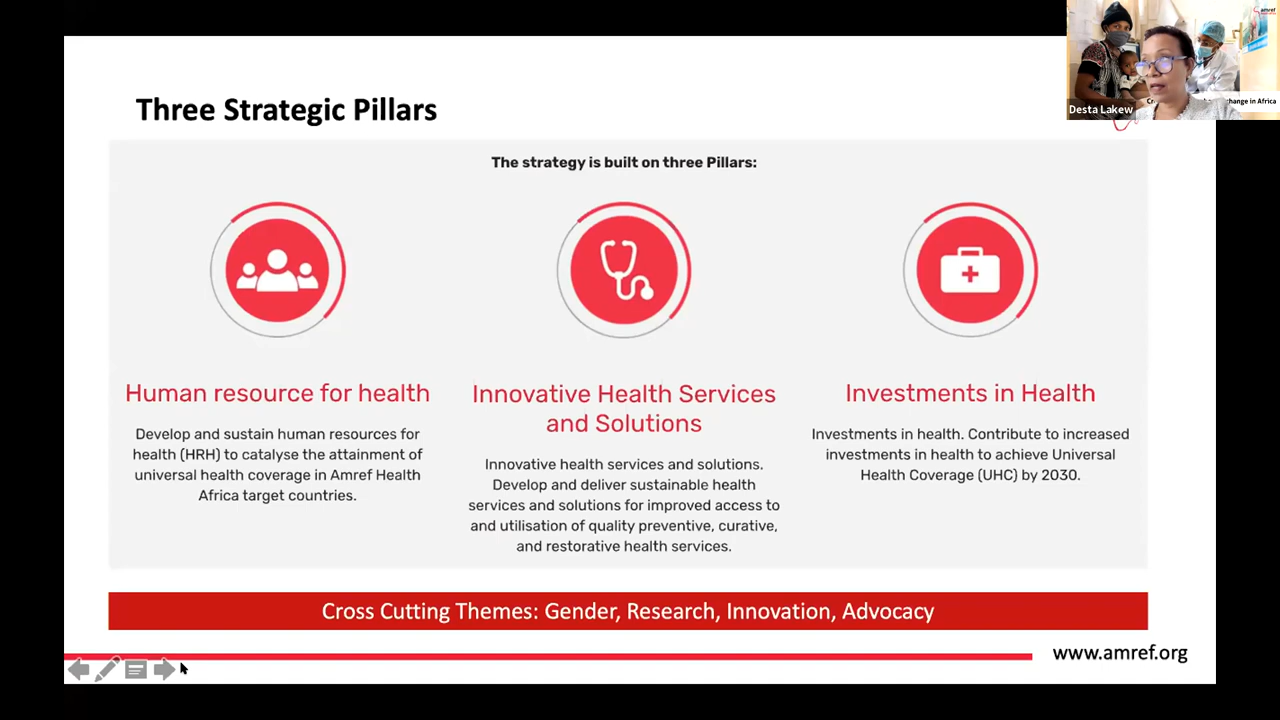 Three Strategic Pillars
amref
change in Africa
Desta Lakew
The strategy is built on three Pillars:
Human resource for health
Develop and sustain human resources for
health (HRH) to catalyse the attainment of
universal health coverage in Amref Health
Africa target countries.
Innovative Health Services
and Solutions
Innovative health services and solutions.
Develop and deliver sustainable health
services and solutions for improved access to
and utilisation of quality preventive, curative,
and restorative health services.
Investments in Health
Investments in health. Contribute to increased
investments in health to achieve Universal
Health Coverage (UHC) by 2030.
Cross Cutting Themes: Gender, Research, Innovation, Advocacy
www.amref.org